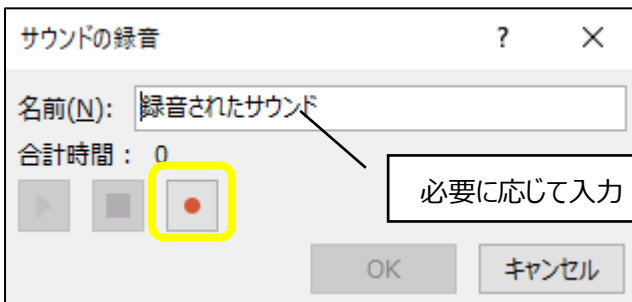 サウンドの録音 ? ×
名前(N): 録音されたサウンド
合計時間： 0
必要に応じて入力
OK キャンセル